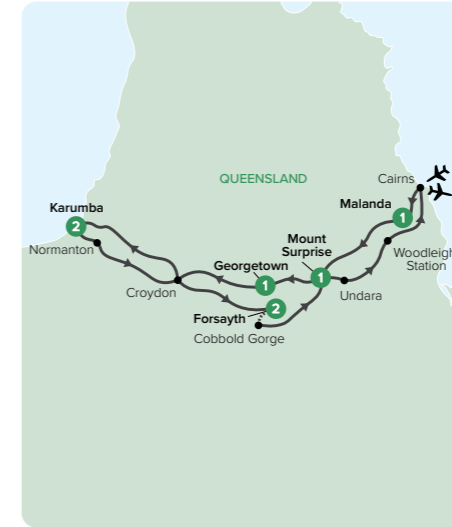 QUEENSLAND
Cairns
Malanda
1
Karumba
2
Normanton
Mount
Surprise
1
Woodleigh
Station
Georgetown
1
Croydon
Undara
Forsayth
2
Cobbold Gorge